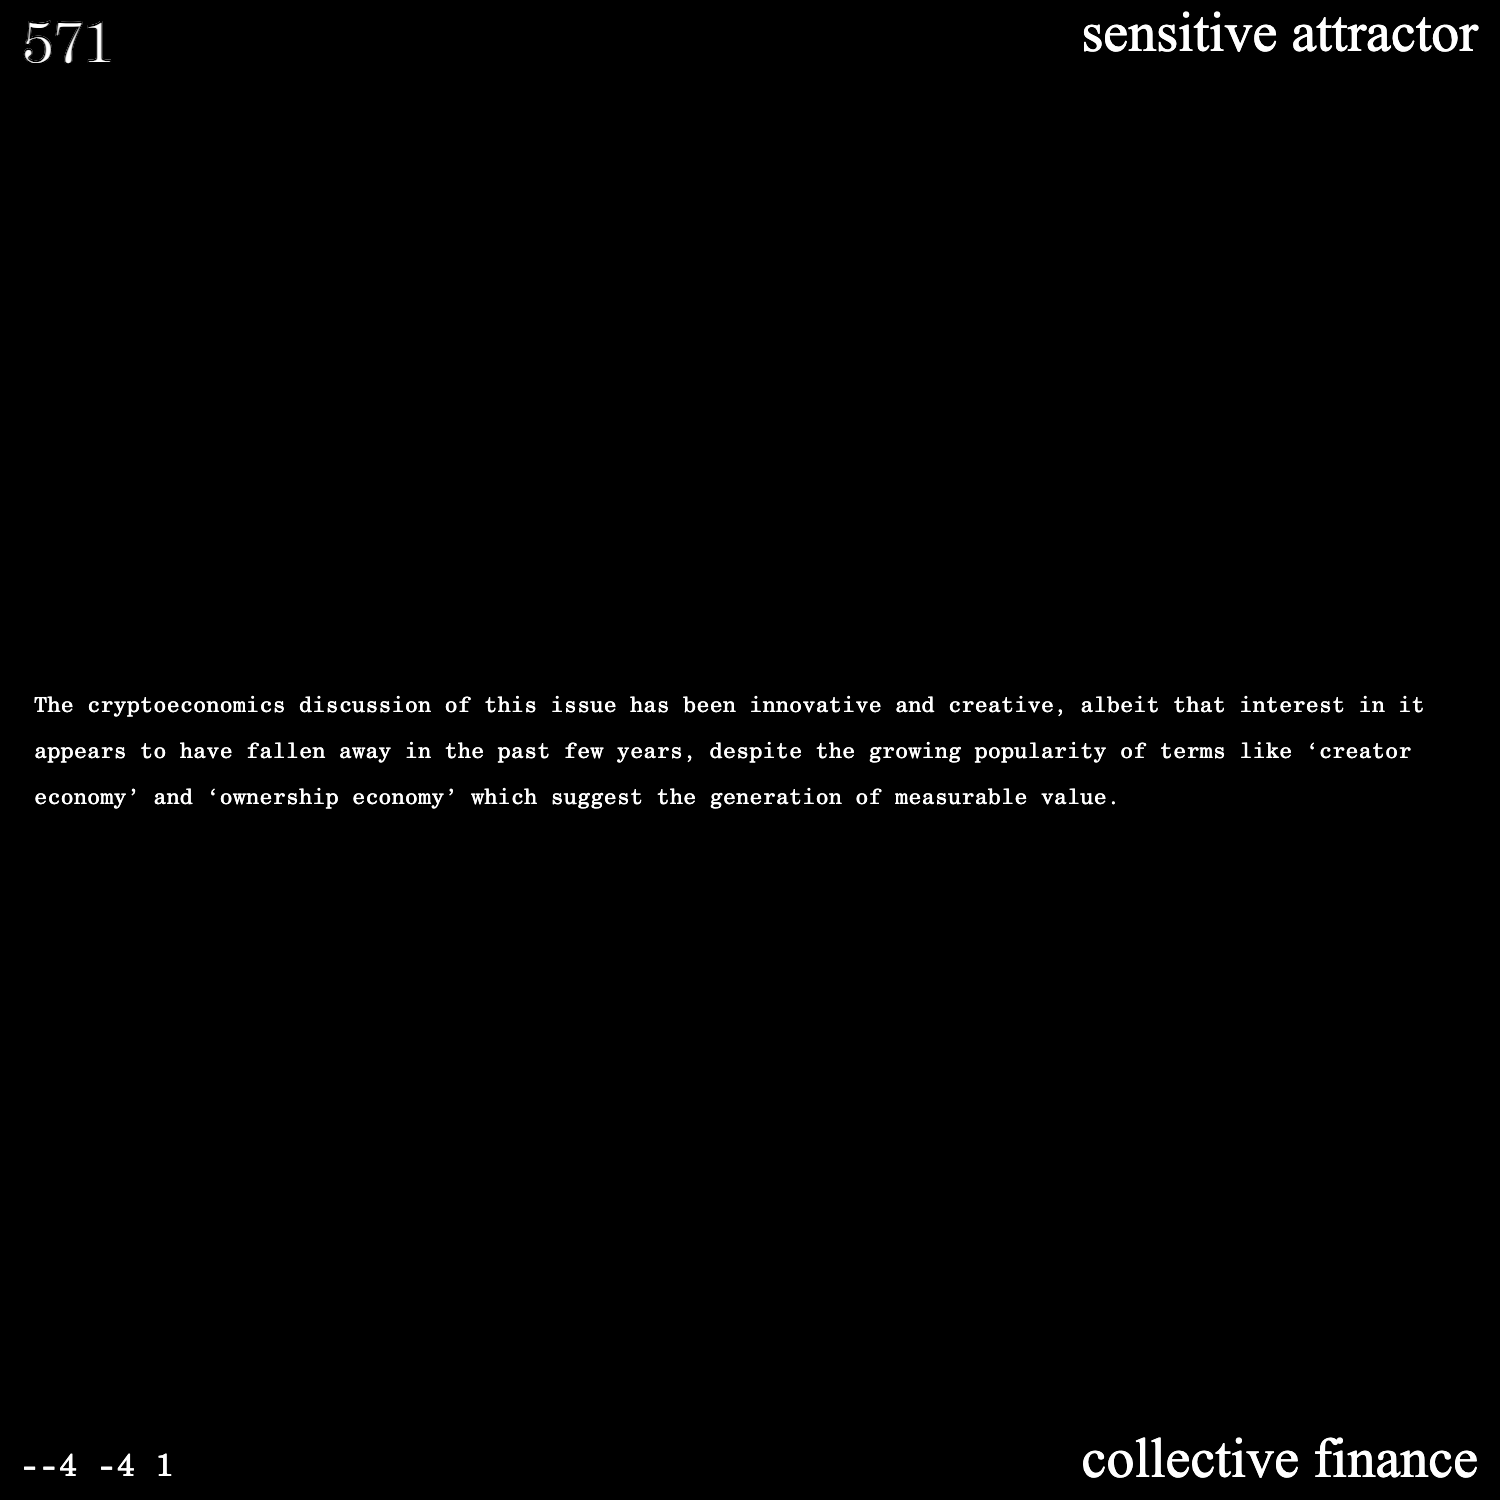 571
sensitive attractor
The cryptoeconomics discussion of this issue has been innovative and creative, albeit that interest in it
appears to have fallen away in the past few years, despite the growing popularity of terms like ‘creator
economy’ and ‘ownership economy’ which suggest the generation of measurable value.
--4 -4 1
collective finance